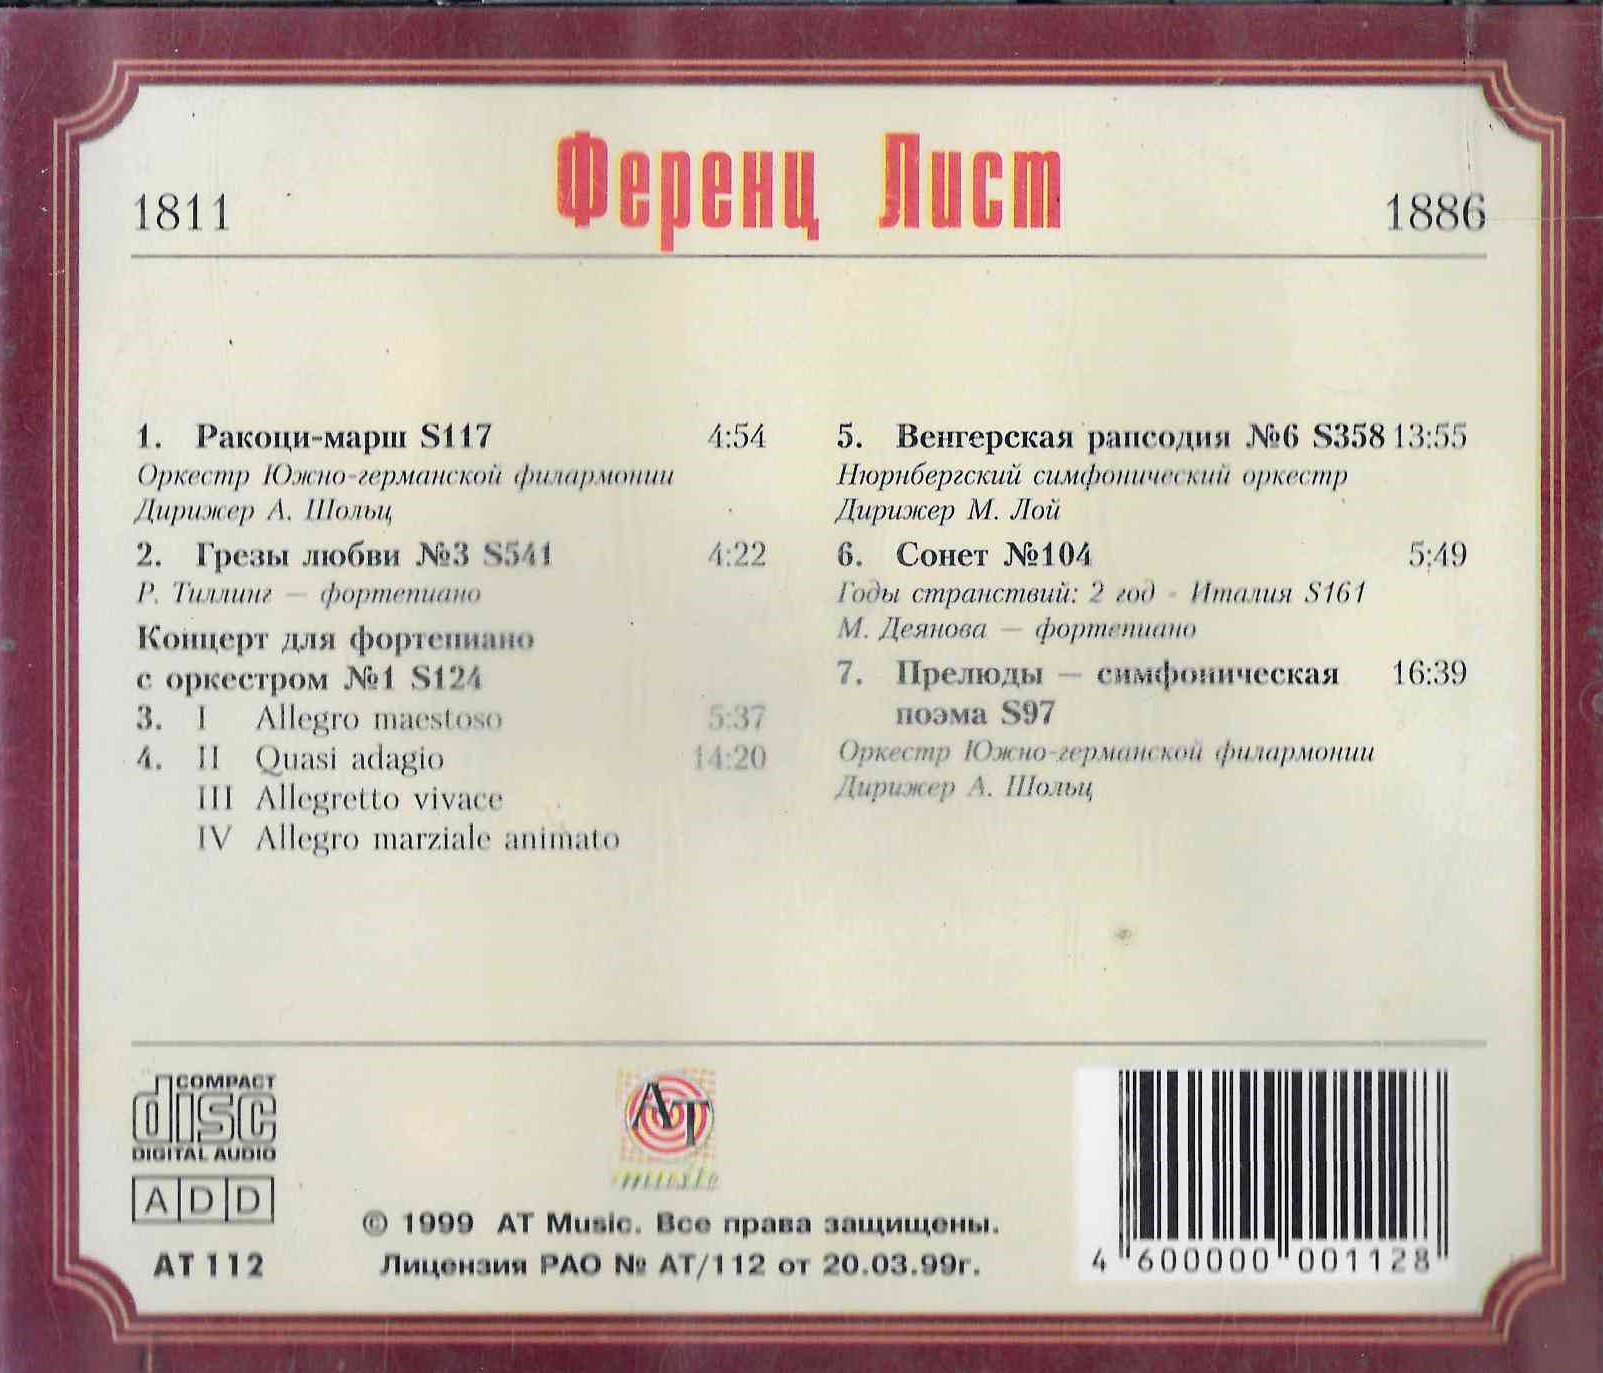 Ференц Лист
1811
1886
1. Ракоци-марш S117 4:54
Оркестр Южно-германской филармонии
Дирижер А. Шольц
2. Грезы любви №3 S541 4:22
Р. Тиллинг — фортепиано
Концерт для фортепиано
с оркестром №1 S124
3. I Allegro maestoso 5:37
4. II Quasi adagio 14:20
III Allegretto vivace
IV Allegro marziale animato
5. Венгерская рапсодия №6 S358 13:55
Нюрнбергский симфонический оркестр
Дирижер М. Лой
6. Сонет №104 5:49
Годы странствий: 2 год - Италия S161
М. Деянова — фортепиано
7. Прелюды — симфоническая 16:39
поэма S97
Оркестр Южно-германской филармонии
Дирижер А. Шольц
COMPACT
disc
DIGITAL AUDIO
ADD
AT 112
AT
music
© 1999 AT Music. Все права защищены.
Лицензия РАО № АТ/112 от 20.03.99г.
4 600000 001128